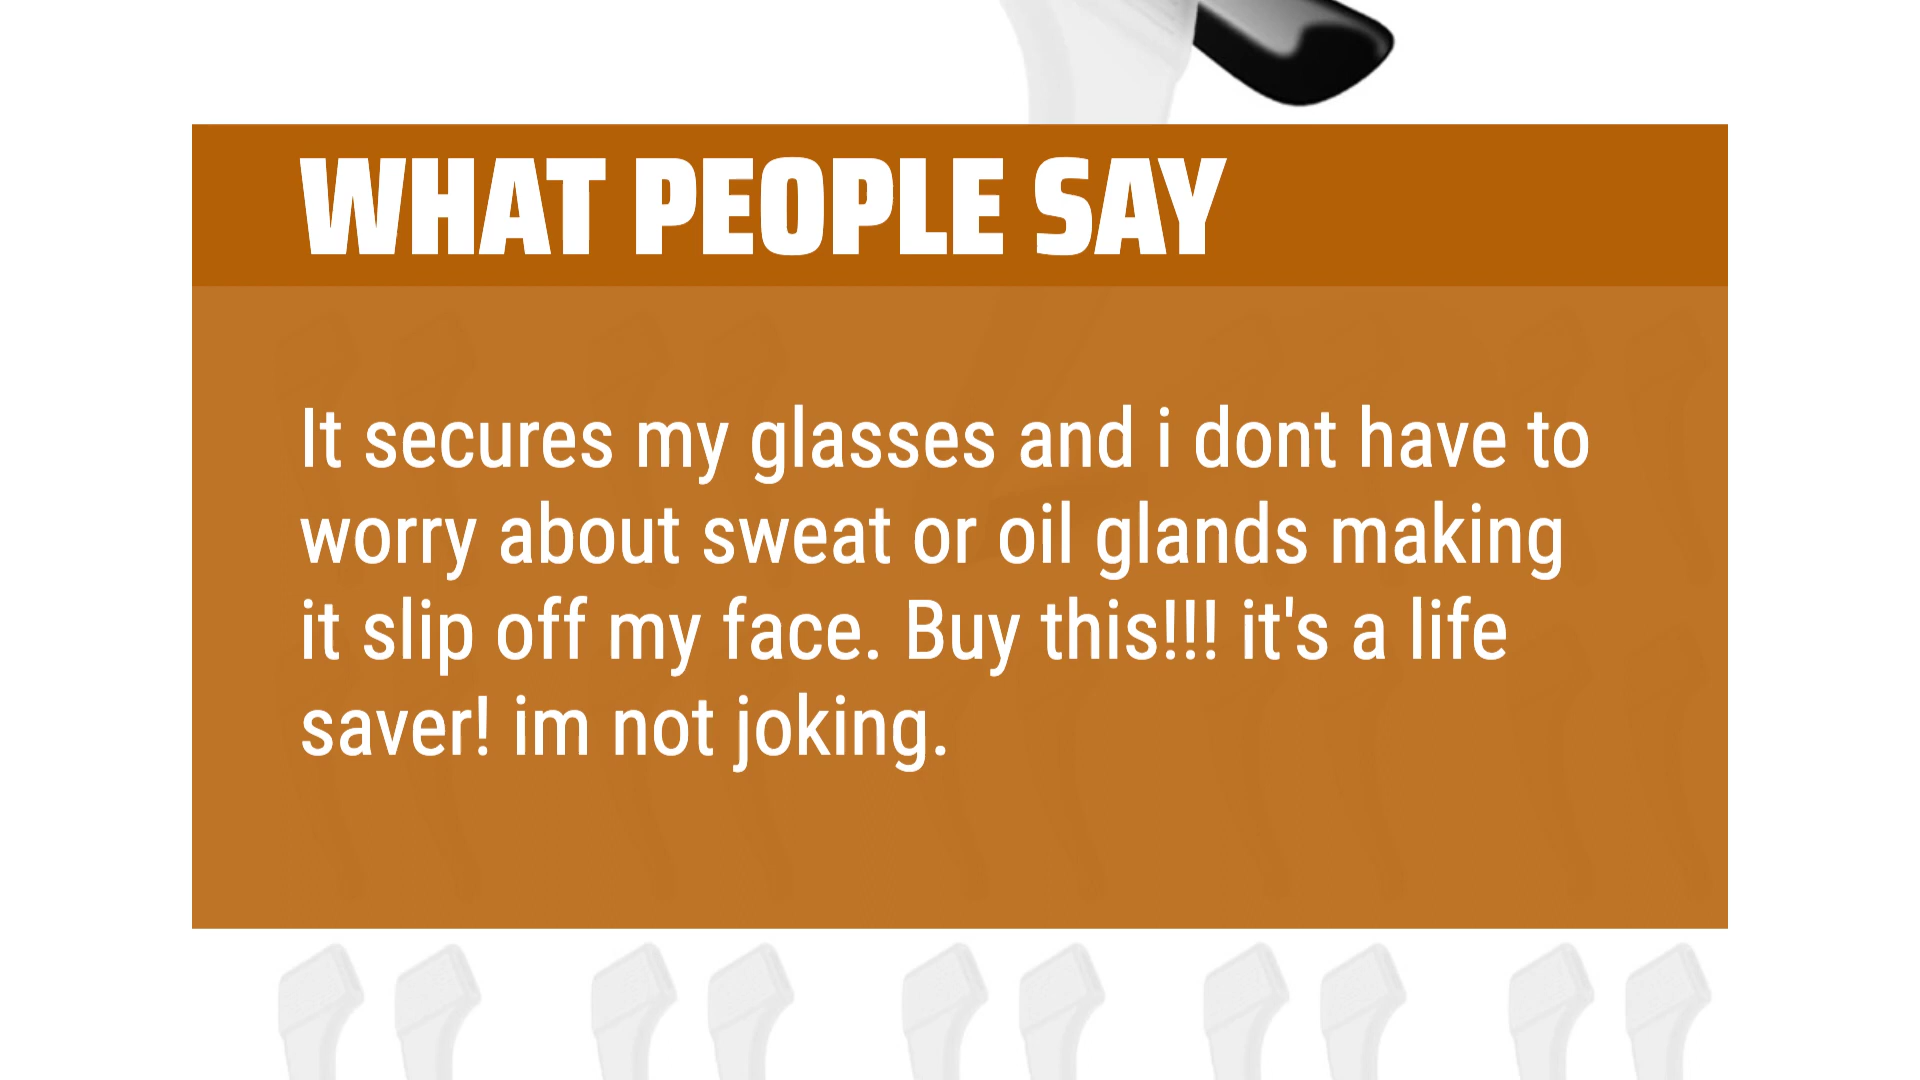 WHAT PEOPLE SAY
It secures my glasses and i dont have to
worry about sweat or oil glands making
it slip off my face. Buy this!!! it's a life
saver! im not joking.